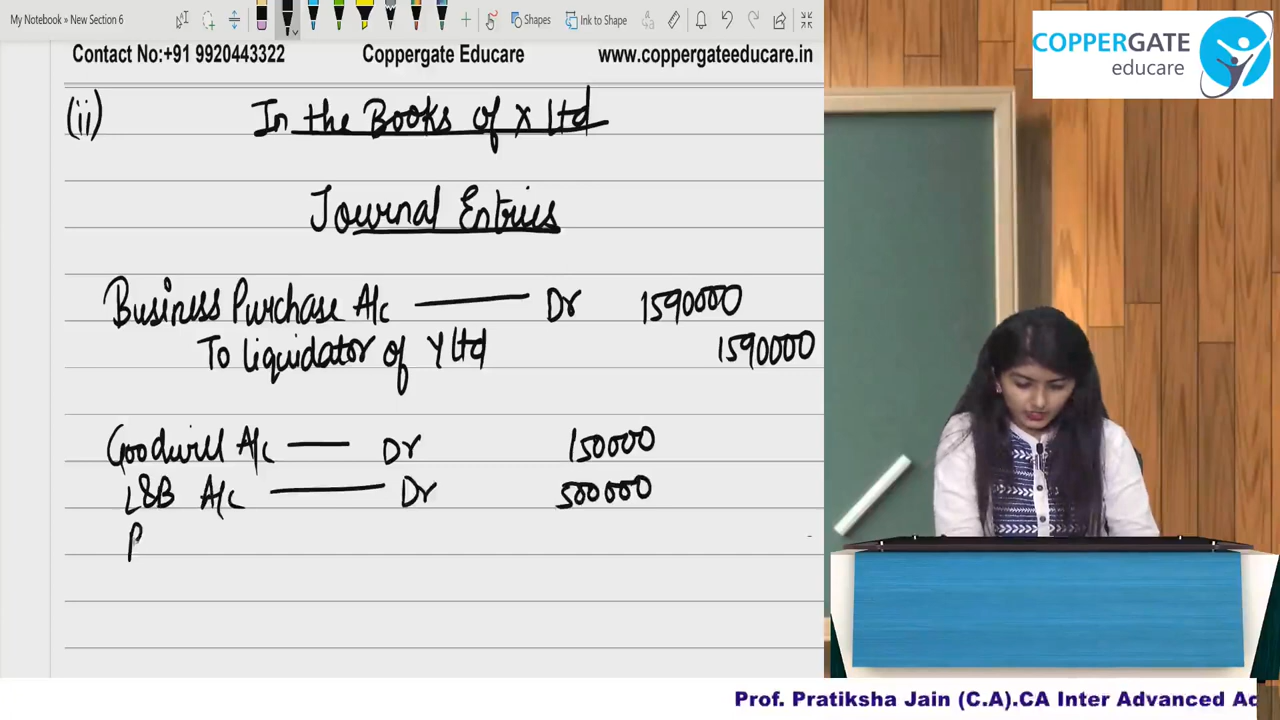 My Notebook » New Section 6
Shapes
Ink to Shape
Contact No:+91 9920443322 Coppergate Educare www.coppergateeducare.in
COPPERGATE
educare
(ii) In the Books of X Ltd
Journal Entries
Business Purchase A/c ——— Dr 1590000
To Liquidator of Y Ltd 1590000
Goodwill A/c —— Dr 150000
L&B A/c ——— Dr 500000
P
Prof. Pratiksha Jain (C.A).CA Inter Advanced Ac